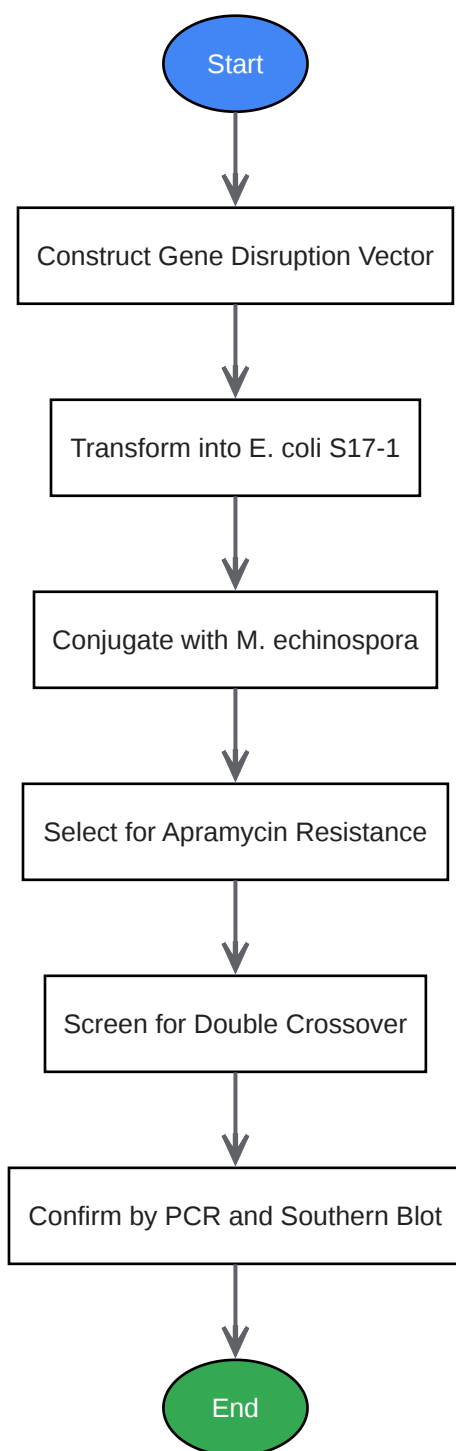 Start
Construct Gene Disruption Vector
Transform into E. coli S17-1
Conjugate with M. echinospora
Select for Apramycin Resistance
Screen for Double Crossover
Confirm by PCR and Southern Blot
End